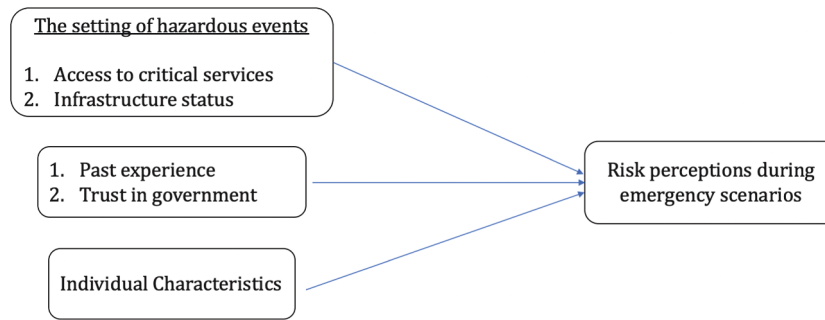 The setting of hazardous events
1. Access to critical services
2. Infrastructure status
1. Past experience
2. Trust in government
Individual Characteristics
Risk perceptions during
emergency scenarios